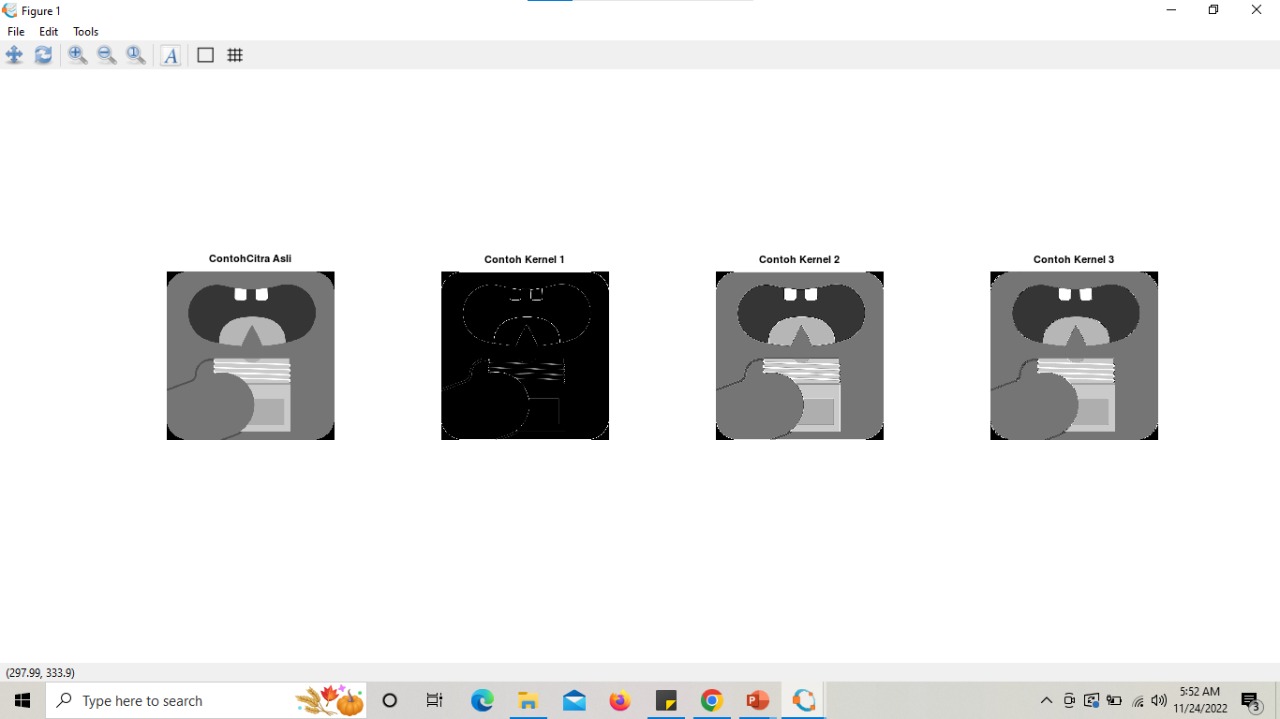 Figure 1
File Edit Tools
A
ContohCitra Asli
Contoh Kernel 1
Contoh Kernel 2
Contoh Kernel 3
(297.99, 333.9)
Type here to search
5:52 AM
11/24/2022
3